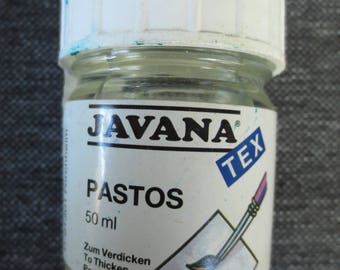 JAVANA®
TEX
PASTOS
50 ml
Zum Verdicken
To Thicken